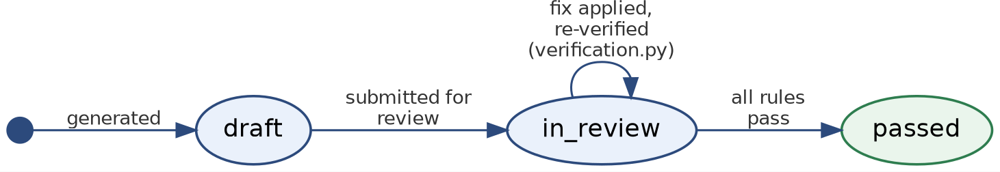 generated
draft
submitted for
review
fix applied,
re-verified
(verification.py)
in_review
all rules
pass
passed